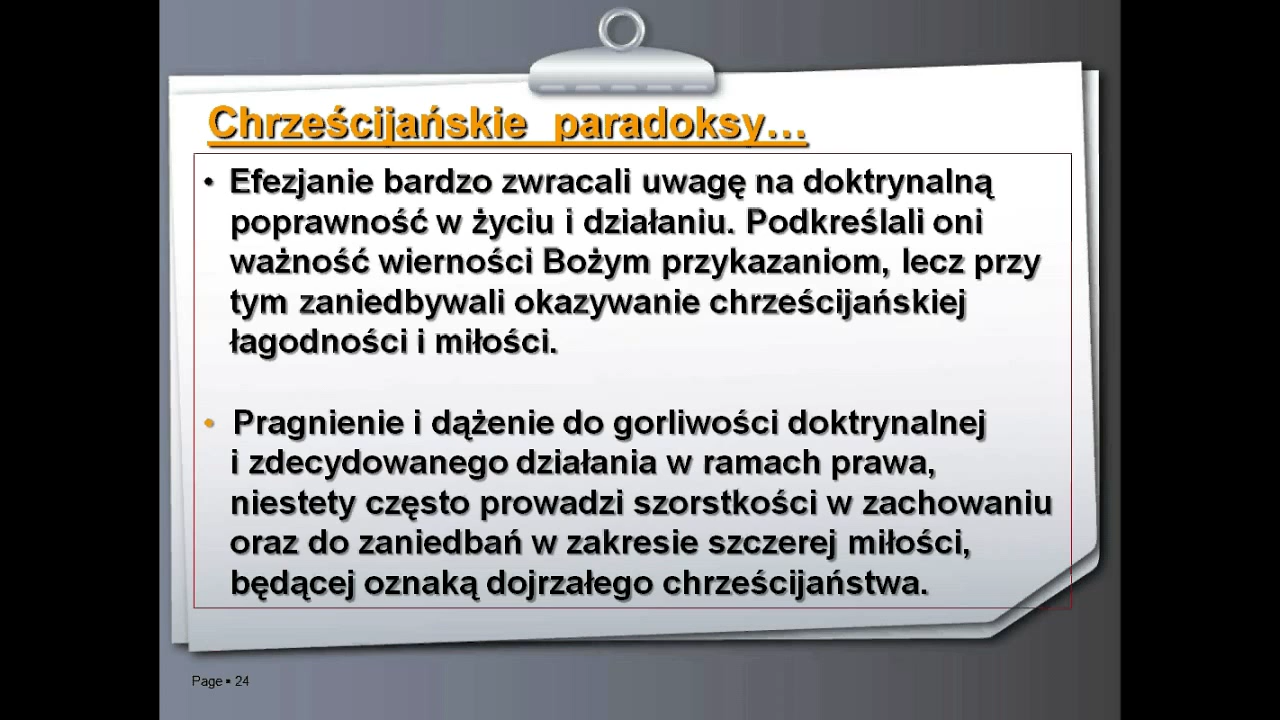 Chrześcijańskie paradoksy...
• Efezjanie bardzo zwracali uwagę na doktrynalną
poprawność w życiu i działaniu. Podkreślali oni
ważność wierności Bożym przykazaniom, lecz przy
tym zaniedbywali okazywanie chrześcijańskiej
łagodności i miłości.
• Pragnienie i dążenie do gorliwości doktrynalnej
i zdecydowanego działania w ramach prawa,
niestety często prowadzi szorstkości w zachowaniu
oraz do zaniedbań w zakresie szczerej miłości,
będącej oznaką dojrzałego chrześcijaństwa.
Page ▪ 24